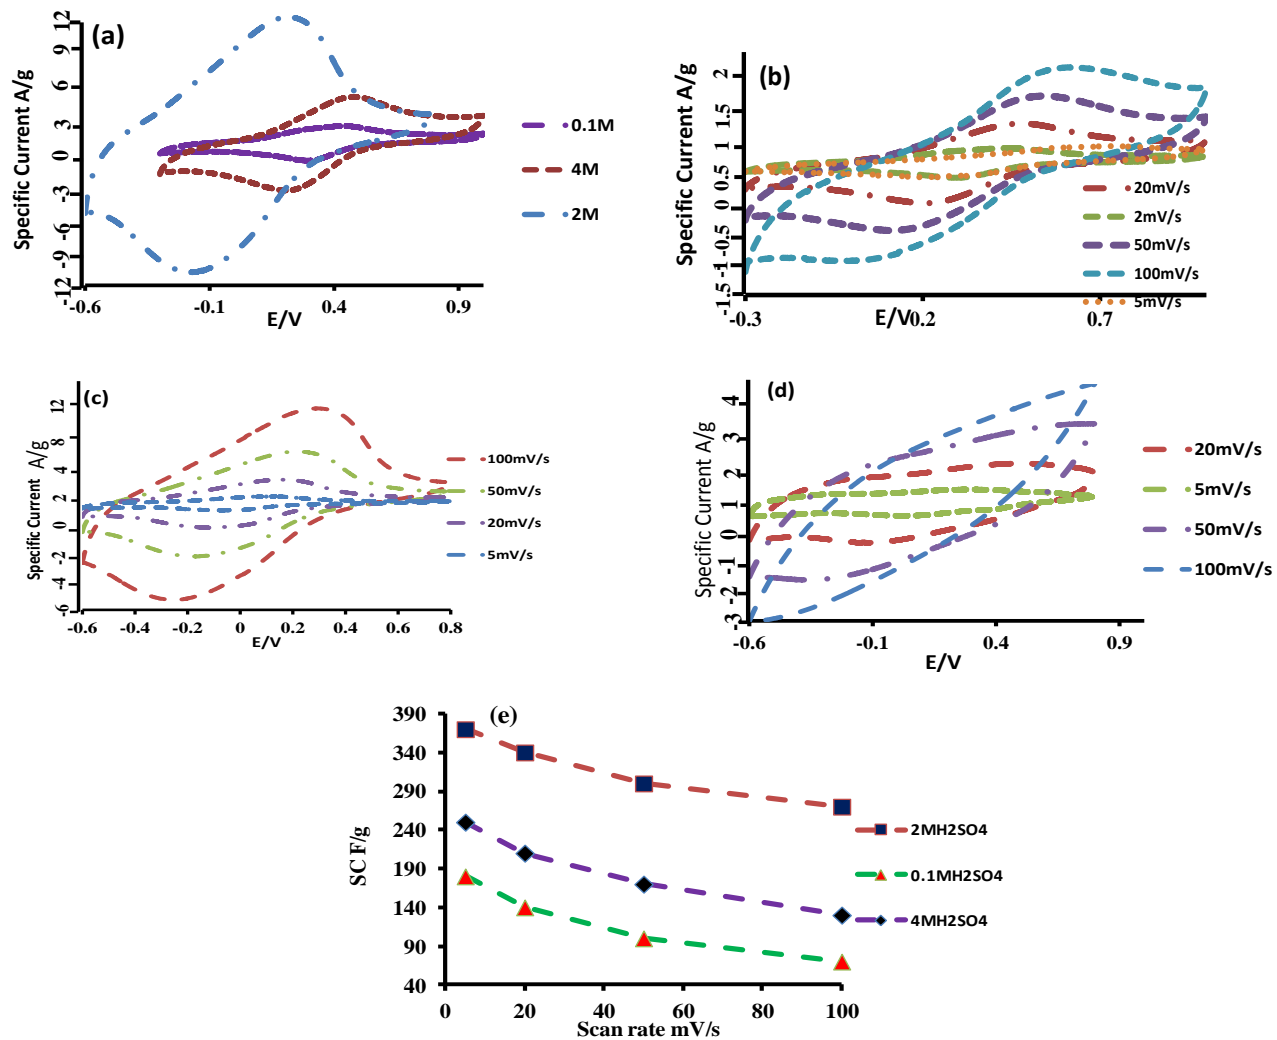 (a)
Specific Current A/g
12
9
6
3
0
-3
-6
-9
-12
-0.6
-0.1
0.4
0.9
E/V
0.1M
4M
2M
(b)
Specific Current A/g
2
1.5
1
0.5
0
-0.5
-1
-1.5
-0.3
0.2
0.7
E/V
20mV/s
2mV/s
50mV/s
100mV/s
5mV/s
(c)
Specific Current A/g
12
8
4
2
0
-2
-4
-6
-0.6
-0.4
-0.2
0
0.2
0.4
0.6
0.8
E/V
100mV/s
50mV/s
20mV/s
5mV/s
(d)
Specific Current A/g
4
3
2
1
0
-1
-2
-3
-0.6
-0.1
0.4
0.9
E/V
20mV/s
5mV/s
50mV/s
100mV/s
(e)
SC F/g
390
340
290
240
190
140
90
40
0
20
40
60
80
100
Scan rate mV/s
2MH2SO4
0.1MH2SO4
4MH2SO4